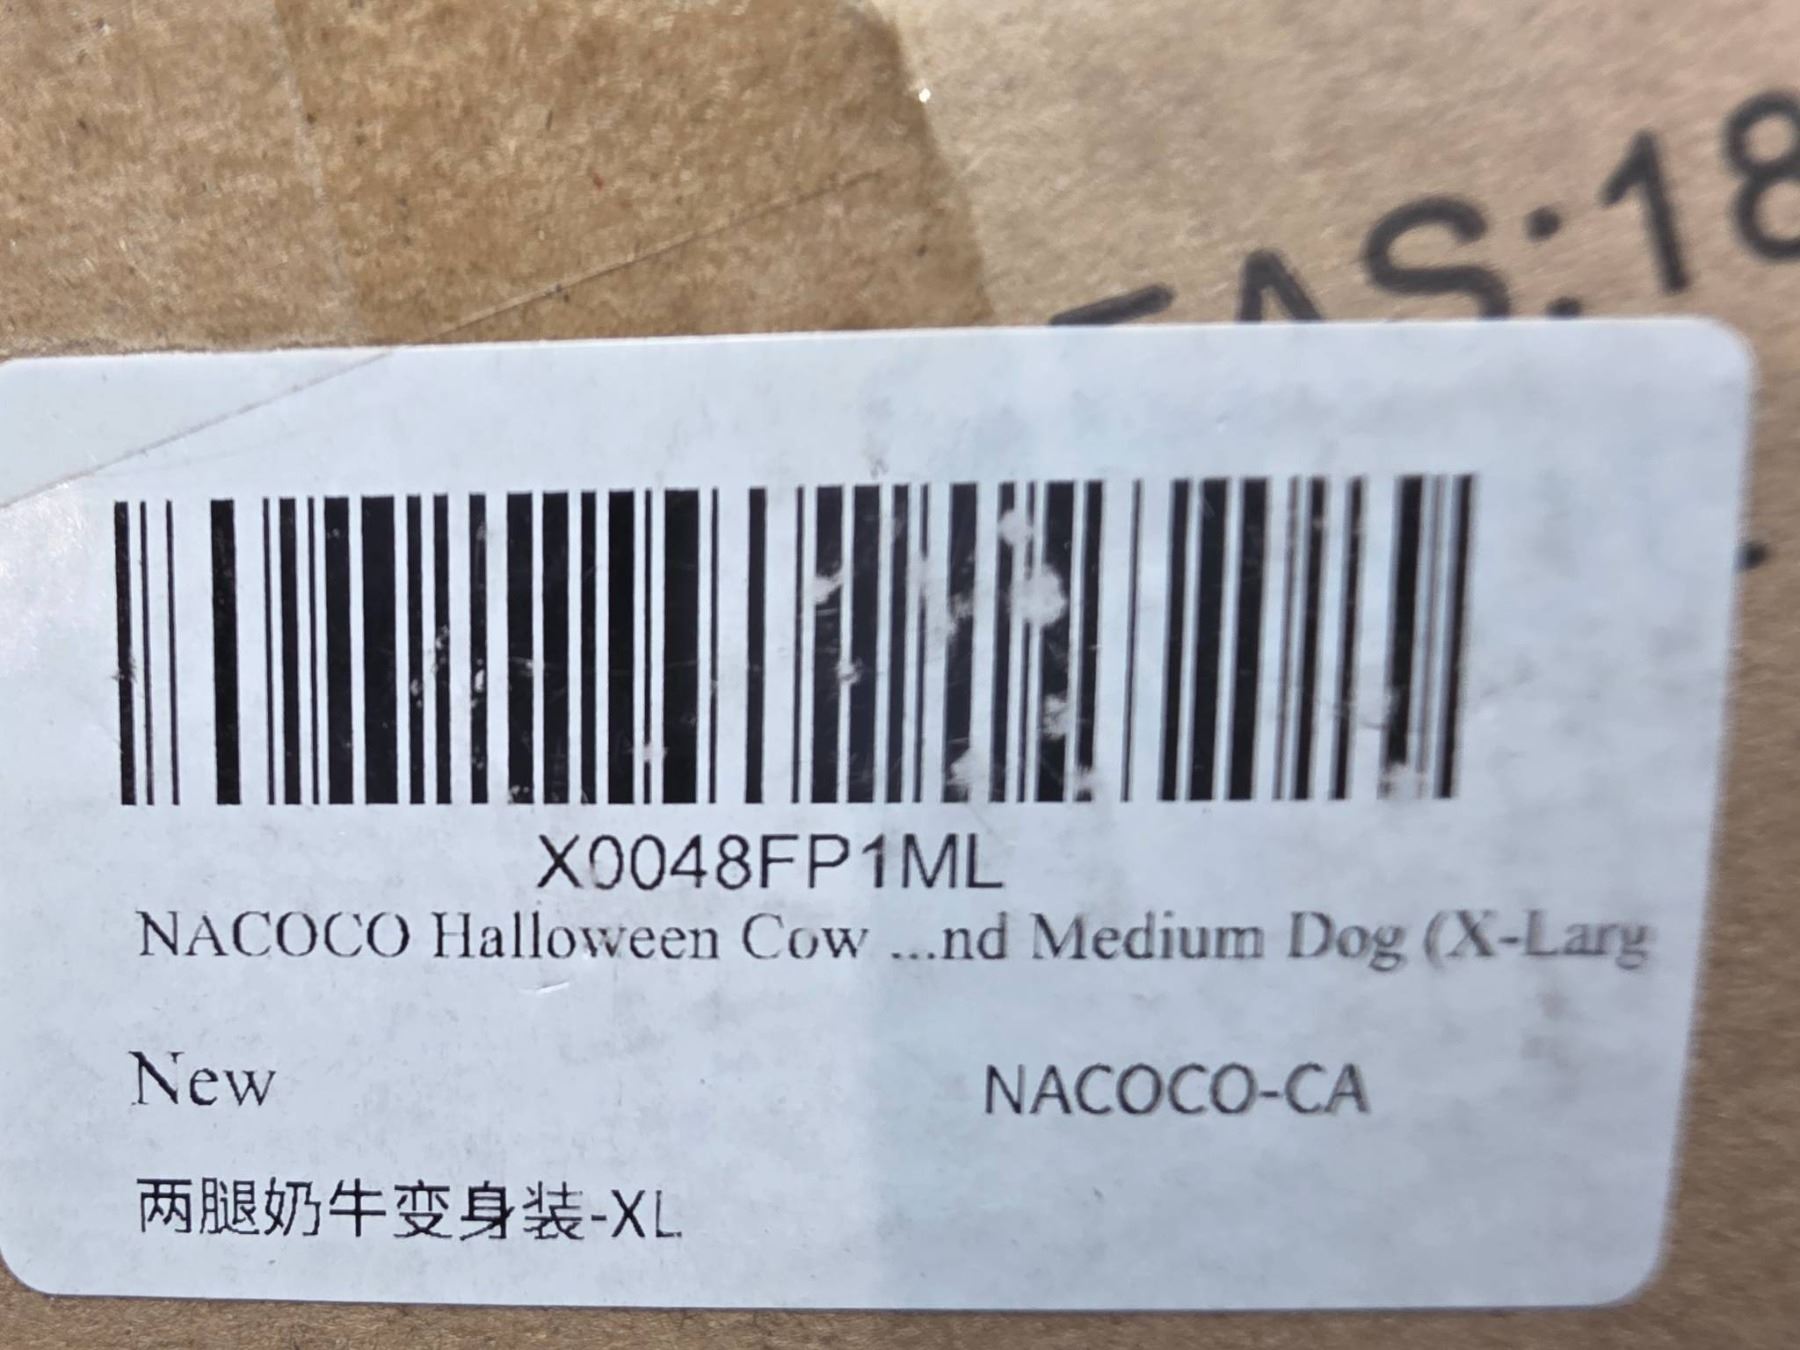 EAS:18
X0048FP1ML
NACOCO Halloween Cow ...nd Medium Dog (X-Larg
New
NACOCO-CA
两腿奶牛变身装-XL